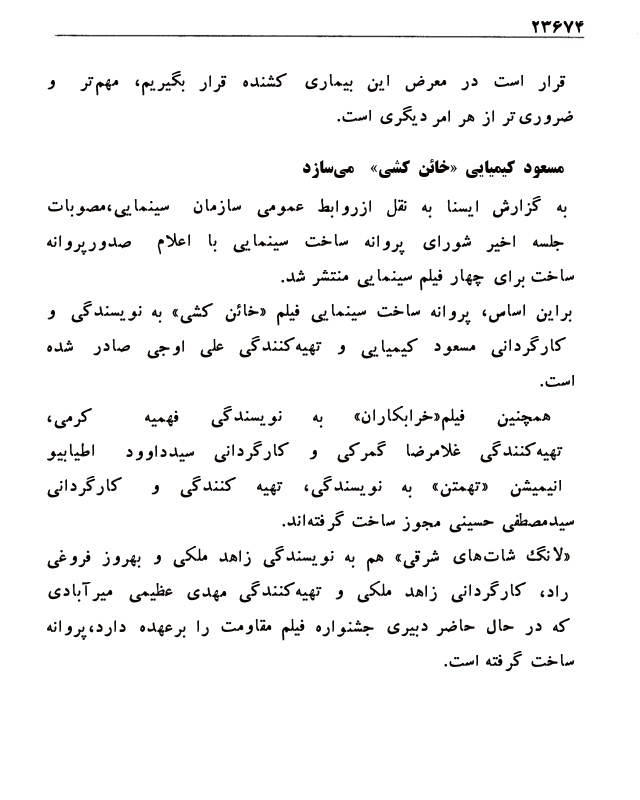 ۲۳۶۷۴
قرار است در معرض این بیماری کشنده قرار بگیریم، مهم‌تر و
ضروری‌تر از هر امر دیگری است.
مسعود کیمیایی «خائن کشی» می‌سازد
به گزارش ایسنا به نقل ازروابط عمومی سازمان سینمایی،مصوبات
جلسه اخیر شورای پروانه ساخت سینمایی با اعلام صدورپروانه
ساخت برای چهار فیلم سینمایی منتشر شد.
براین اساس، پروانه ساخت سینمایی فیلم «خائن کشی» به نویسندگی و
کارگردانی مسعود کیمیایی و تهیه‌کنندگی علی اوجی صادر شده
است.
همچنین فیلم«خرابکاران» به نویسندگی فهمیه کرمی،
تهیه‌کنندگی غلامرضا گمرکی و کارگردانی سیدداوود اطیابیو
انیمیشن «تهمتن» به نویسندگی، تهیه کنندگی و کارگردانی
سیدمصطفی حسینی مجوز ساخت گرفته‌اند.
«لانگ شات‌های شرقی» هم به نویسندگی زاهد ملکی و بهروز فروغی
راد، کارگردانی زاهد ملکی و تهیه‌کنندگی مهدی عظیمی میرآبادی
که در حال حاضر دبیری جشنواره فیلم مقاومت را برعهده دارد،پروانه
ساخت گرفته است.